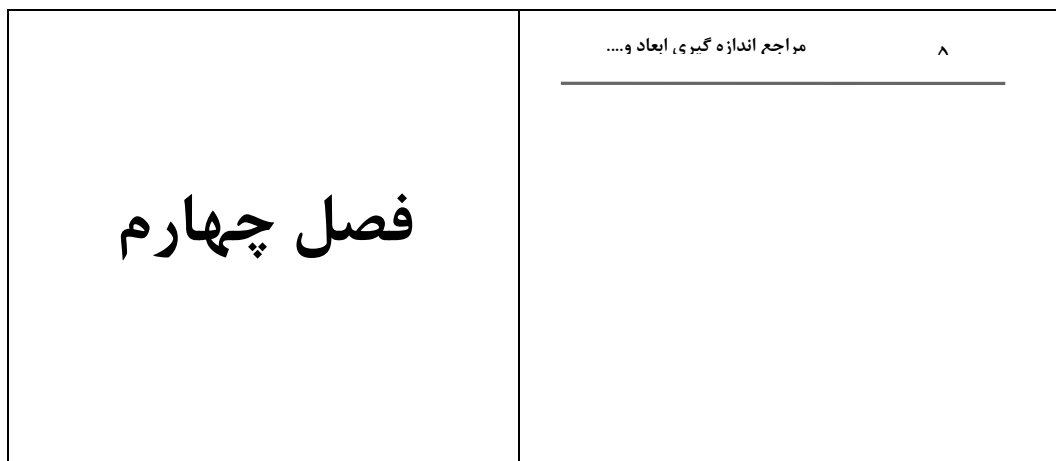 ۸ مراجع اندازه گیری ابعاد و....
فصل چهارم